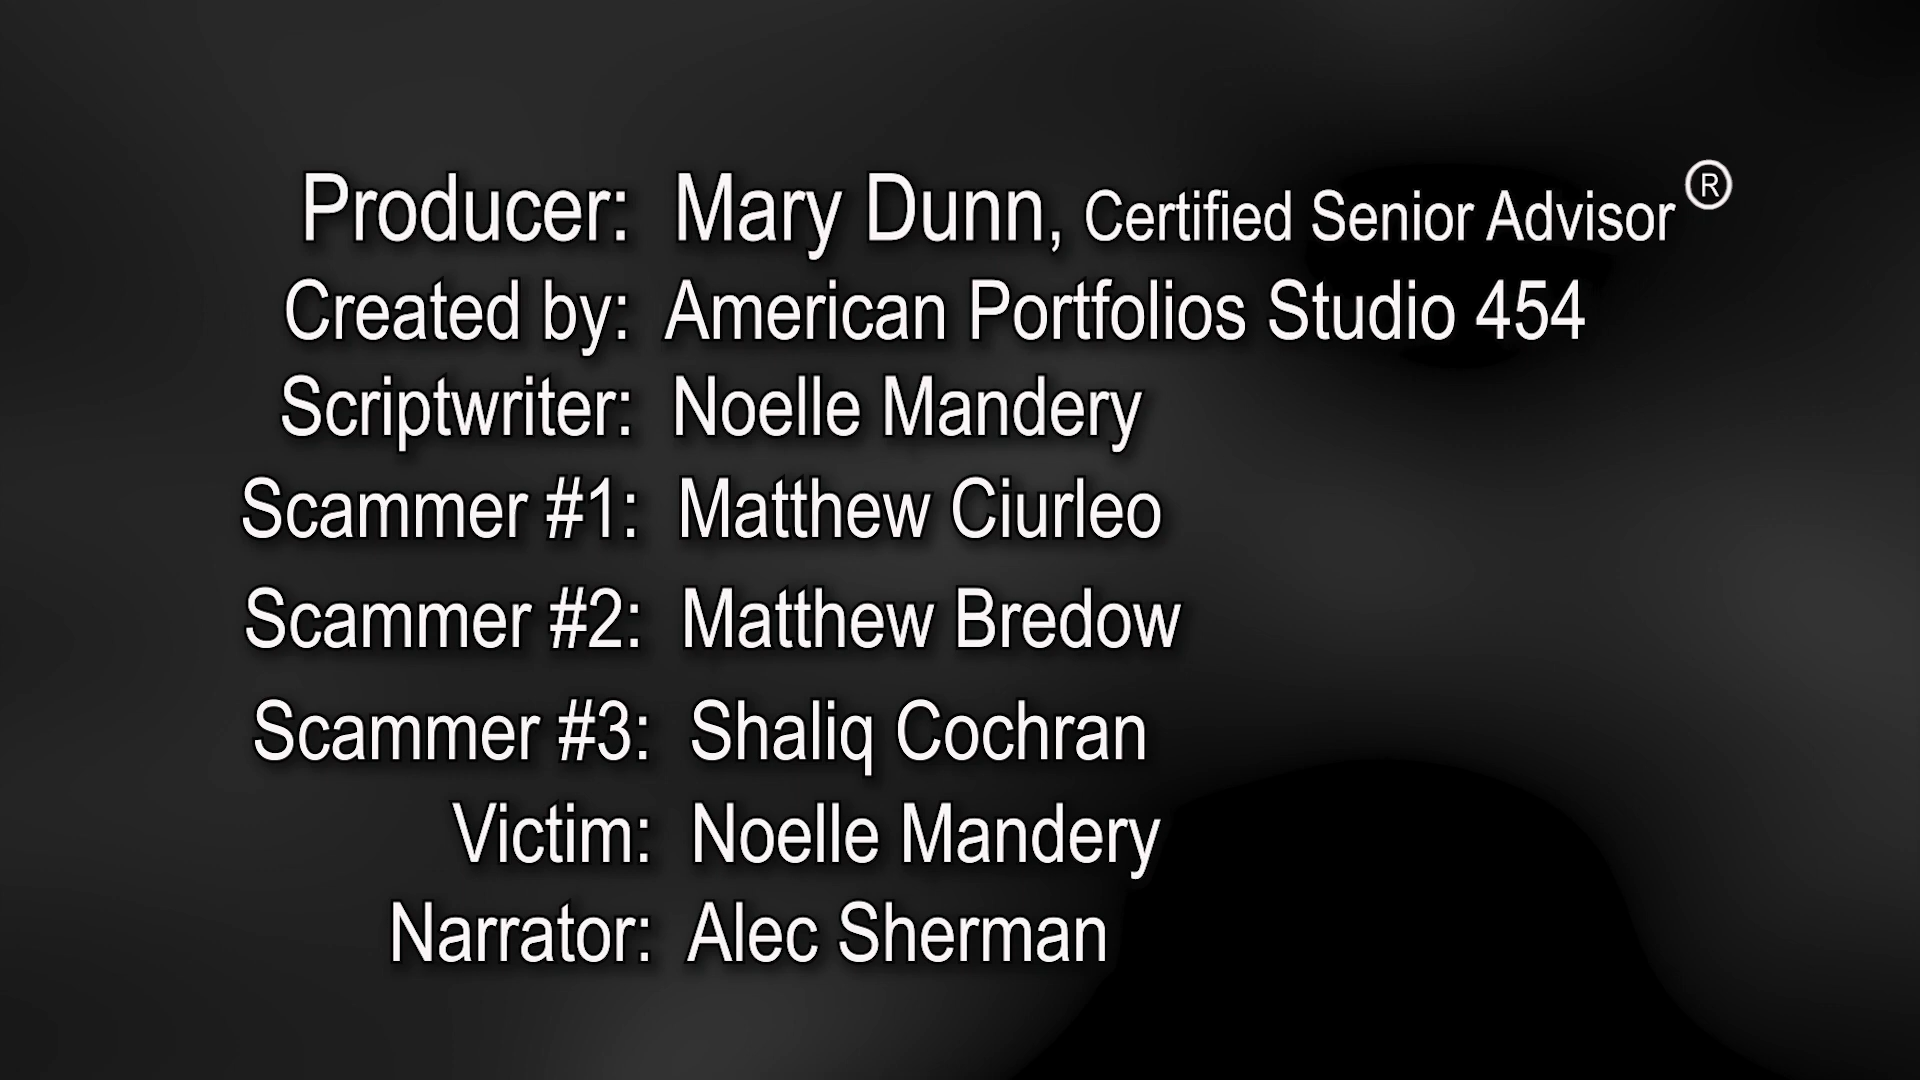 Producer: Mary Dunn, Certified Senior Advisor®
Created by: American Portfolios Studio 454
Scriptwriter: Noelle Mandery
Scammer #1: Matthew Ciurleo
Scammer #2: Matthew Bredow
Scammer #3: Shaliq Cochran
Victim: Noelle Mandery
Narrator: Alec Sherman